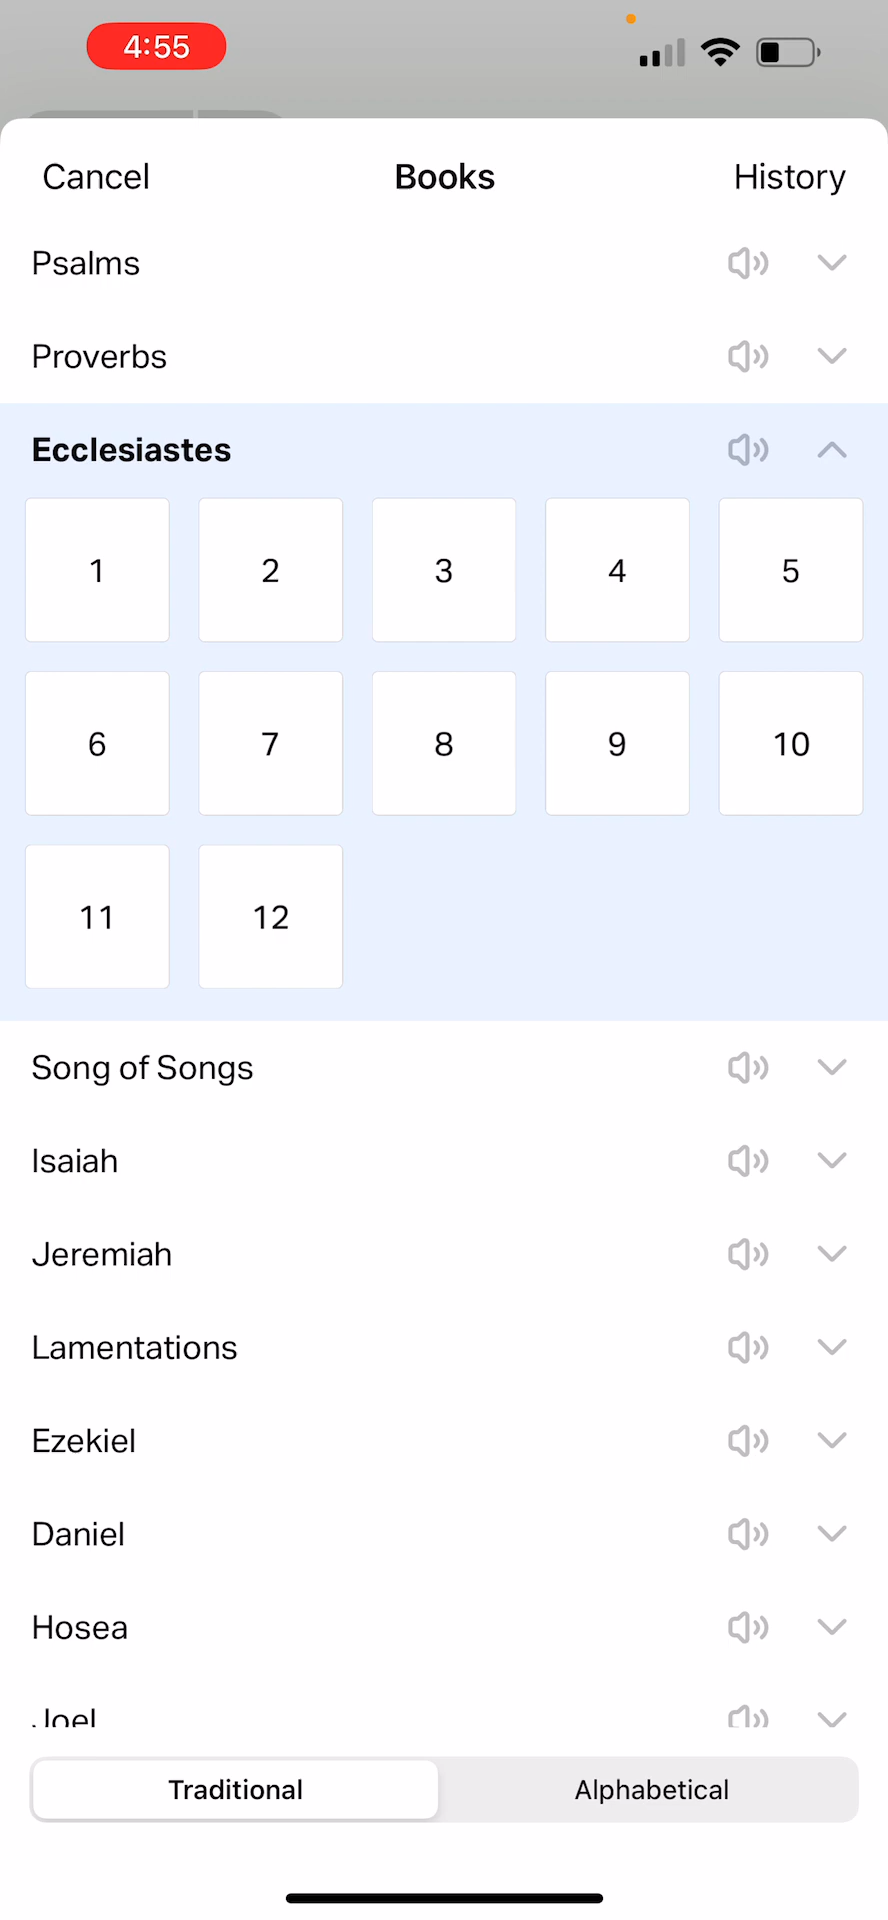 4:55
Cancel Books History
Psalms
Proverbs
Ecclesiastes
1 2 3 4 5
6 7 8 9 10
11 12
Song of Songs
Isaiah
Jeremiah
Lamentations
Ezekiel
Daniel
Hosea
Joel
Traditional Alphabetical